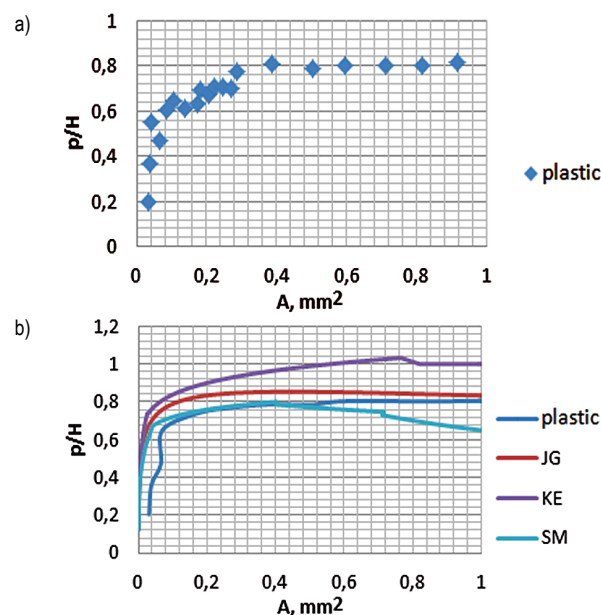 a)
p/H
1
0,8
0,6
0,4
0,2
0
0 0,2 0,4 0,6 0,8 1
A, mm2
plastic
b)
p/H
1,2
1
0,8
0,6
0,4
0,2
0
0 0,2 0,4 0,6 0,8 1
A, mm2
plastic
JG
KE
SM